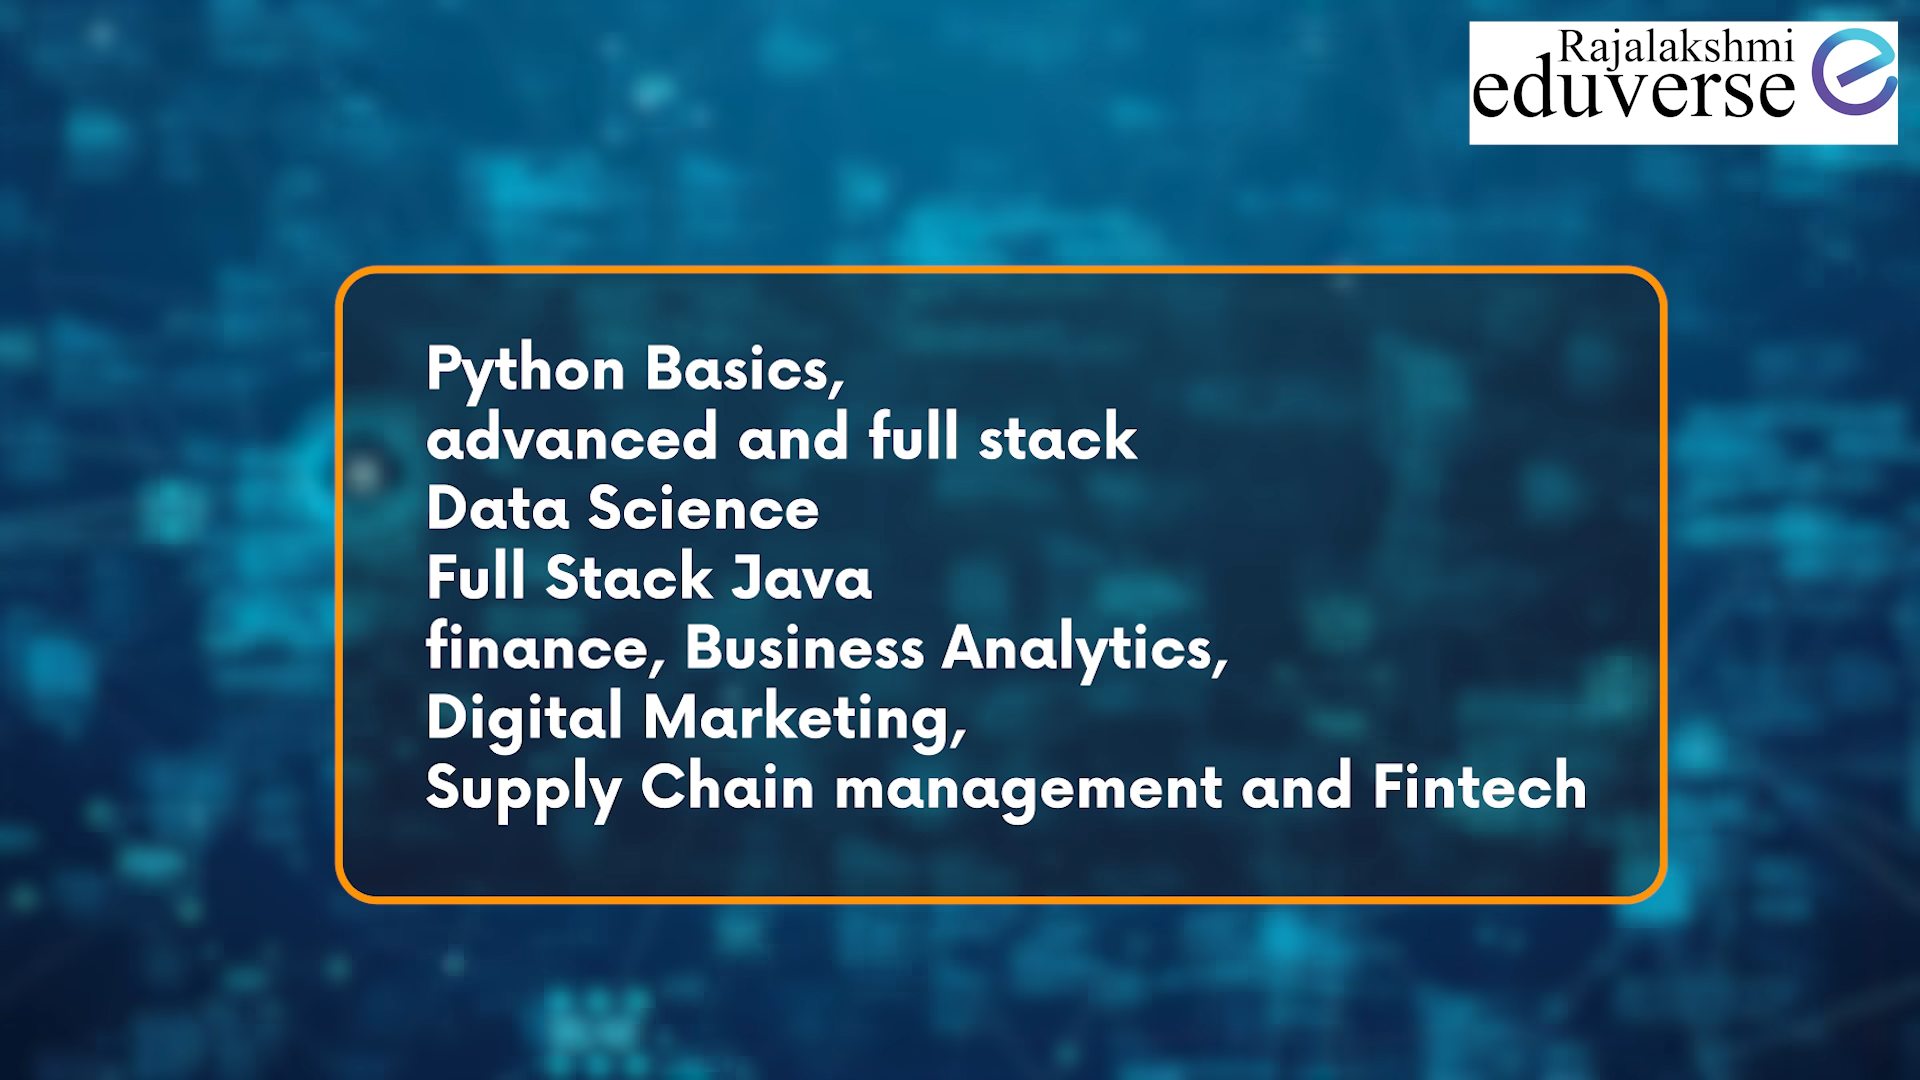 Rajalakshmi
eduverse
Python Basics,
advanced and full stack
Data Science
Full Stack Java
finance, Business Analytics,
Digital Marketing,
Supply Chain management and Fintech